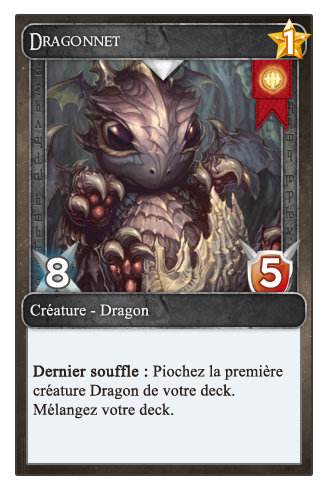 Dragonnet
1
8
5
Créature - Dragon
Dernier souffle : Piochez la première
créature Dragon de votre deck.
Mélangez votre deck.